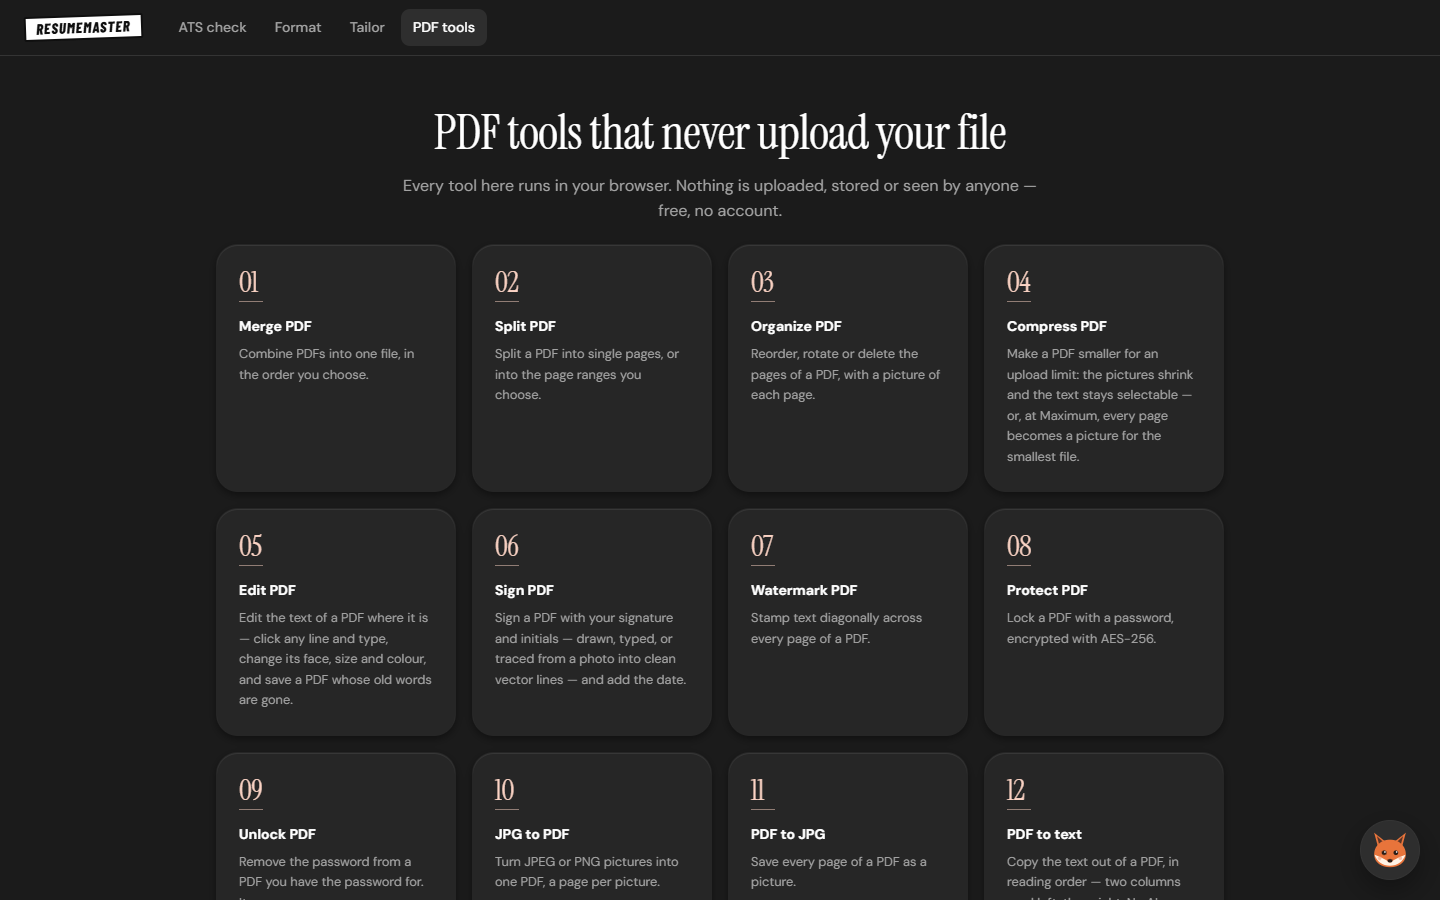 RESUMEMASTER
ATS check
Format
Tailor
PDF tools
PDF tools that never upload your file
Every tool here runs in your browser. Nothing is uploaded, stored or seen by anyone —
free, no account.
01
Merge PDF
Combine PDFs into one file, in
the order you choose.
02
Split PDF
Split a PDF into single pages, or
into the page ranges you
choose.
03
Organize PDF
Reorder, rotate or delete the
pages of a PDF, with a picture of
each page.
04
Compress PDF
Make a PDF smaller for an
upload limit: the pictures shrink
and the text stays selectable —
or, at Maximum, every page
becomes a picture for the
smallest file.
05
Edit PDF
Edit the text of a PDF where it is
— click any line and type,
change its face, size and colour,
and save a PDF whose old words
are gone.
06
Sign PDF
Sign a PDF with your signature
and initials — drawn, typed, or
traced from a photo into clean
vector lines — and add the date.
07
Watermark PDF
Stamp text diagonally across
every page of a PDF.
08
Protect PDF
Lock a PDF with a password,
encrypted with AES-256.
09
Unlock PDF
Remove the password from a
PDF you have the password for.
10
JPG to PDF
Turn JPEG or PNG pictures into
one PDF, a page per picture.
11
PDF to JPG
Save every page of a PDF as a
picture.
12
PDF to text
Copy the text out of a PDF, in
reading order — two columns